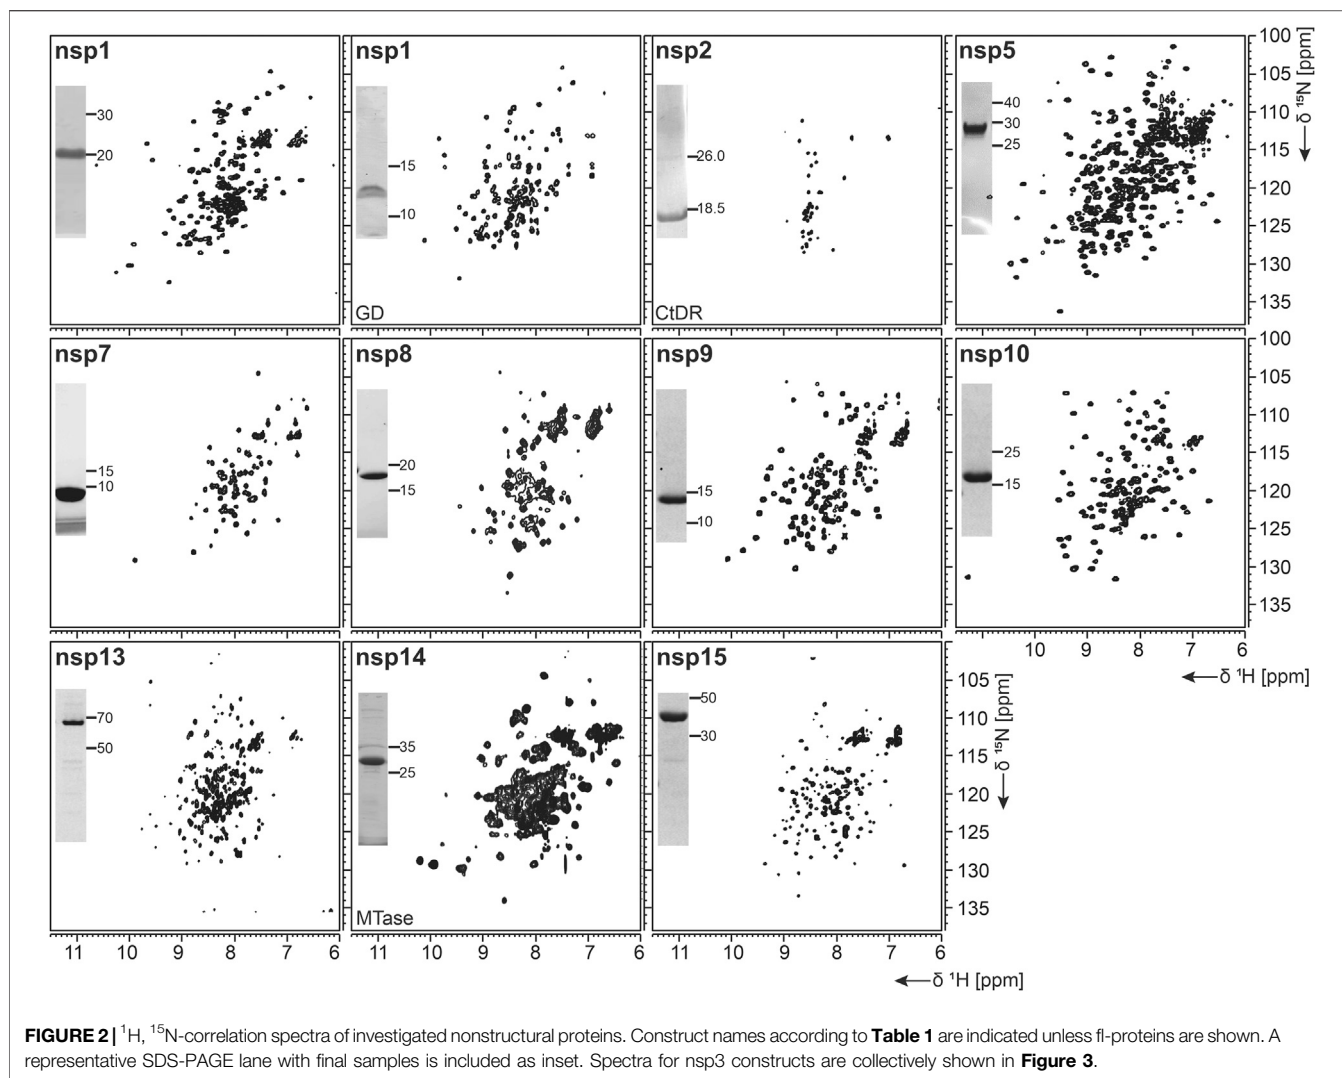 nsp1 nsp1 nsp2 nsp5 100
105
40
30 110
15 26.0 30
20 25 115
120
10 18.5
125
130
GD CtDR 135
δ ¹⁵N [ppm]
nsp7 nsp8 nsp9 nsp10 100
105
110
25
15 20 15 115
10 15 15
10 120
125
130
135
10 9 8 7 6
δ ¹H [ppm]
nsp13 nsp14 nsp15
105
50
70 110
35 30
50 25 115
120
125
130
MTase 135
δ ¹⁵N [ppm]
11 10 9 8 7 6 11 10 9 8 7 6 11 10 9 8 7 6
δ ¹H [ppm]
FIGURE 2 | ¹H, ¹⁵N-correlation spectra of investigated nonstructural proteins. Construct names according to Table 1 are indicated unless fl-proteins are shown. A
representative SDS-PAGE lane with final samples is included as inset. Spectra for nsp3 constructs are collectively shown in Figure 3.